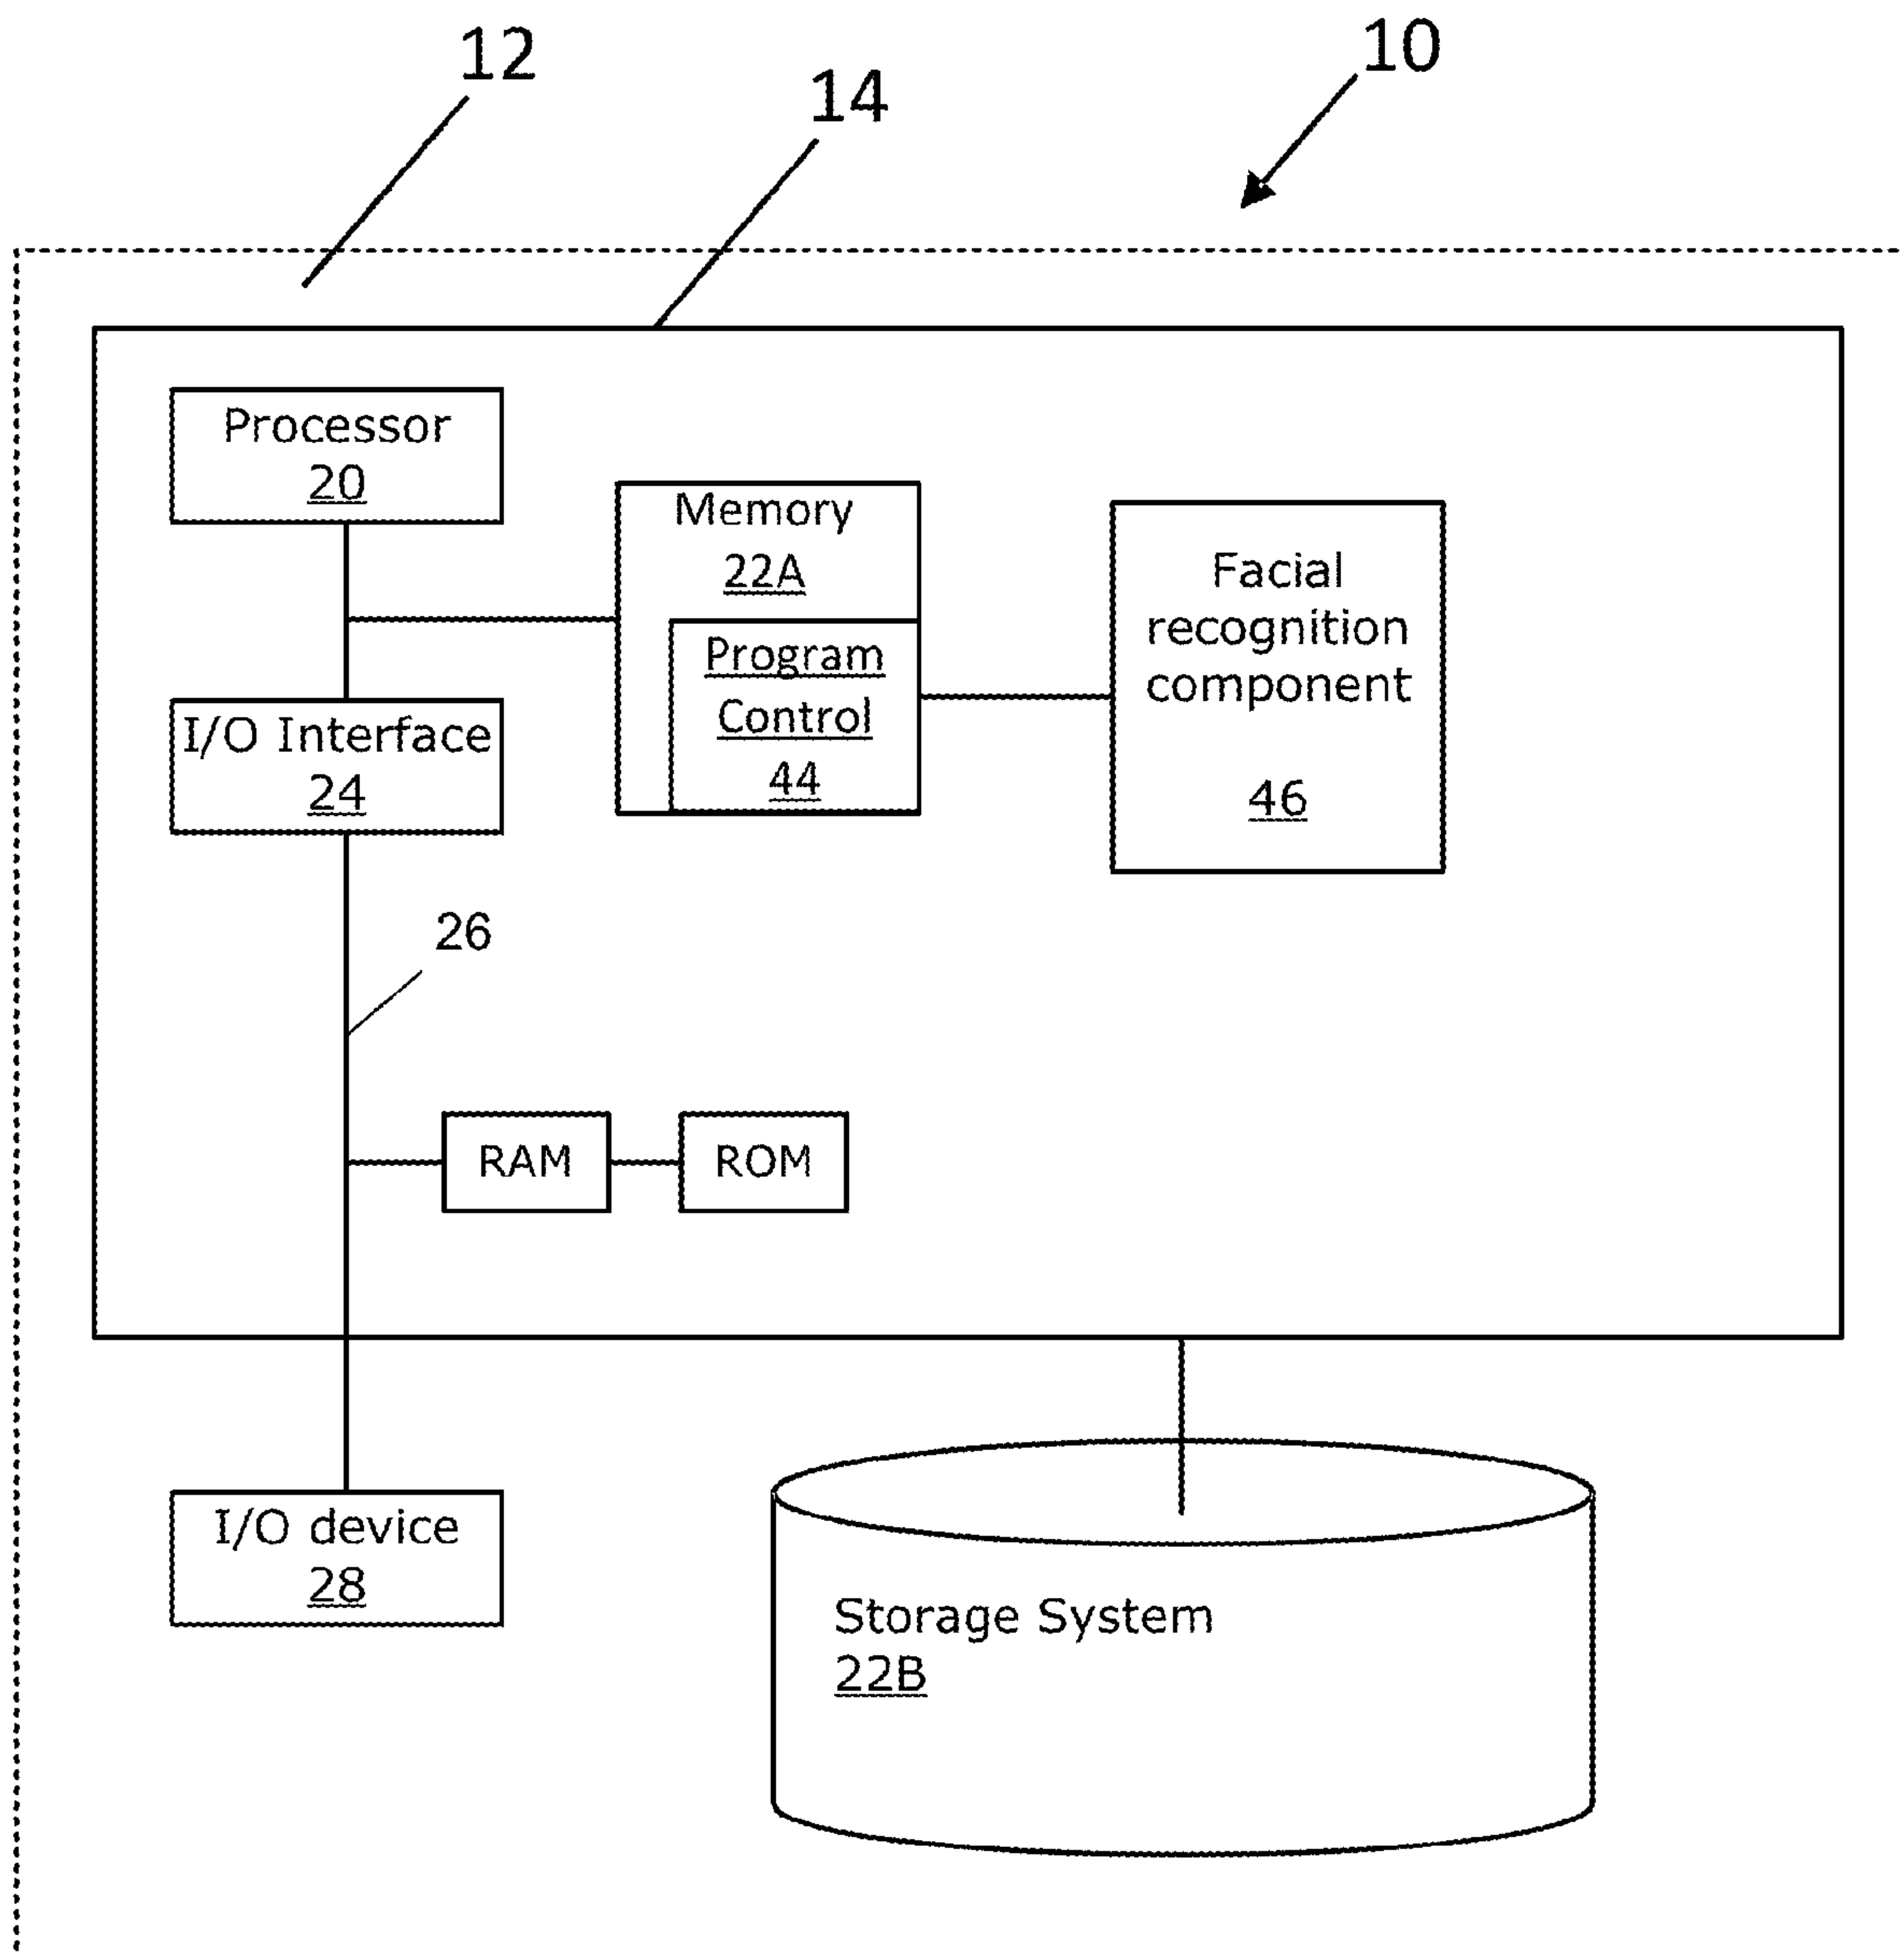 12
14
10
Processor
20
Memory
22A
Program
Control
44
Facial
recognition
component
46
I/O Interface
24
26
RAM
ROM
I/O device
28
Storage System
22B